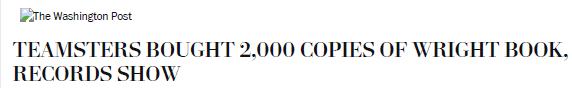 The Washington Post
TEAMSTERS BOUGHT 2,000 COPIES OF WRIGHT BOOK,
RECORDS SHOW